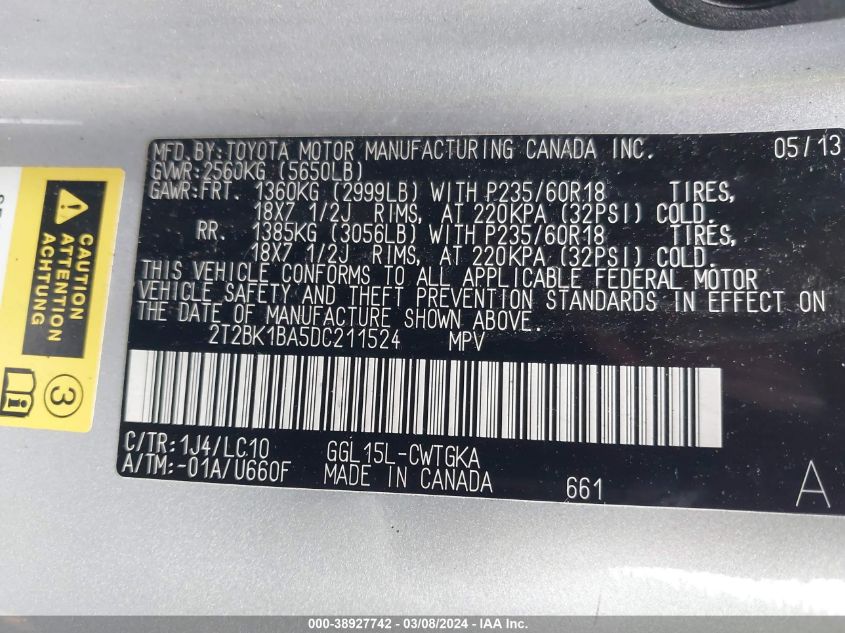 MFD.BY:TOYOTA MOTOR MANUFACTURING CANADA INC. 05/13
GVWR:2560KG (5650LB)
GAWR:FRT. 1360KG (2999LB) WITH P235/60R18 TIRES,
18X7 1/2J RIMS, AT 220KPA (32PSI) COLD.
RR. 1385KG (3056LB) WITH P235/60R18 TIRES,
18X7 1/2J RIMS, AT 220KPA (32PSI) COLD.
THIS VEHICLE CONFORMS TO ALL APPLICABLE FEDERAL MOTOR
VEHICLE SAFETY AND THEFT PREVENTION STANDARDS IN EFFECT ON
THE DATE OF MANUFACTURE SHOWN ABOVE.
2T2BK1BA5DC211524 MPV
C/TR:1J4/LC10 GGL15L-CWTGKA
A/TM:-01A/U660F MADE IN CANADA 661 A
CAUTION
ATTENTION
ACHTUNG
3
000-38927742 - 03/08/2024 - IAA Inc.